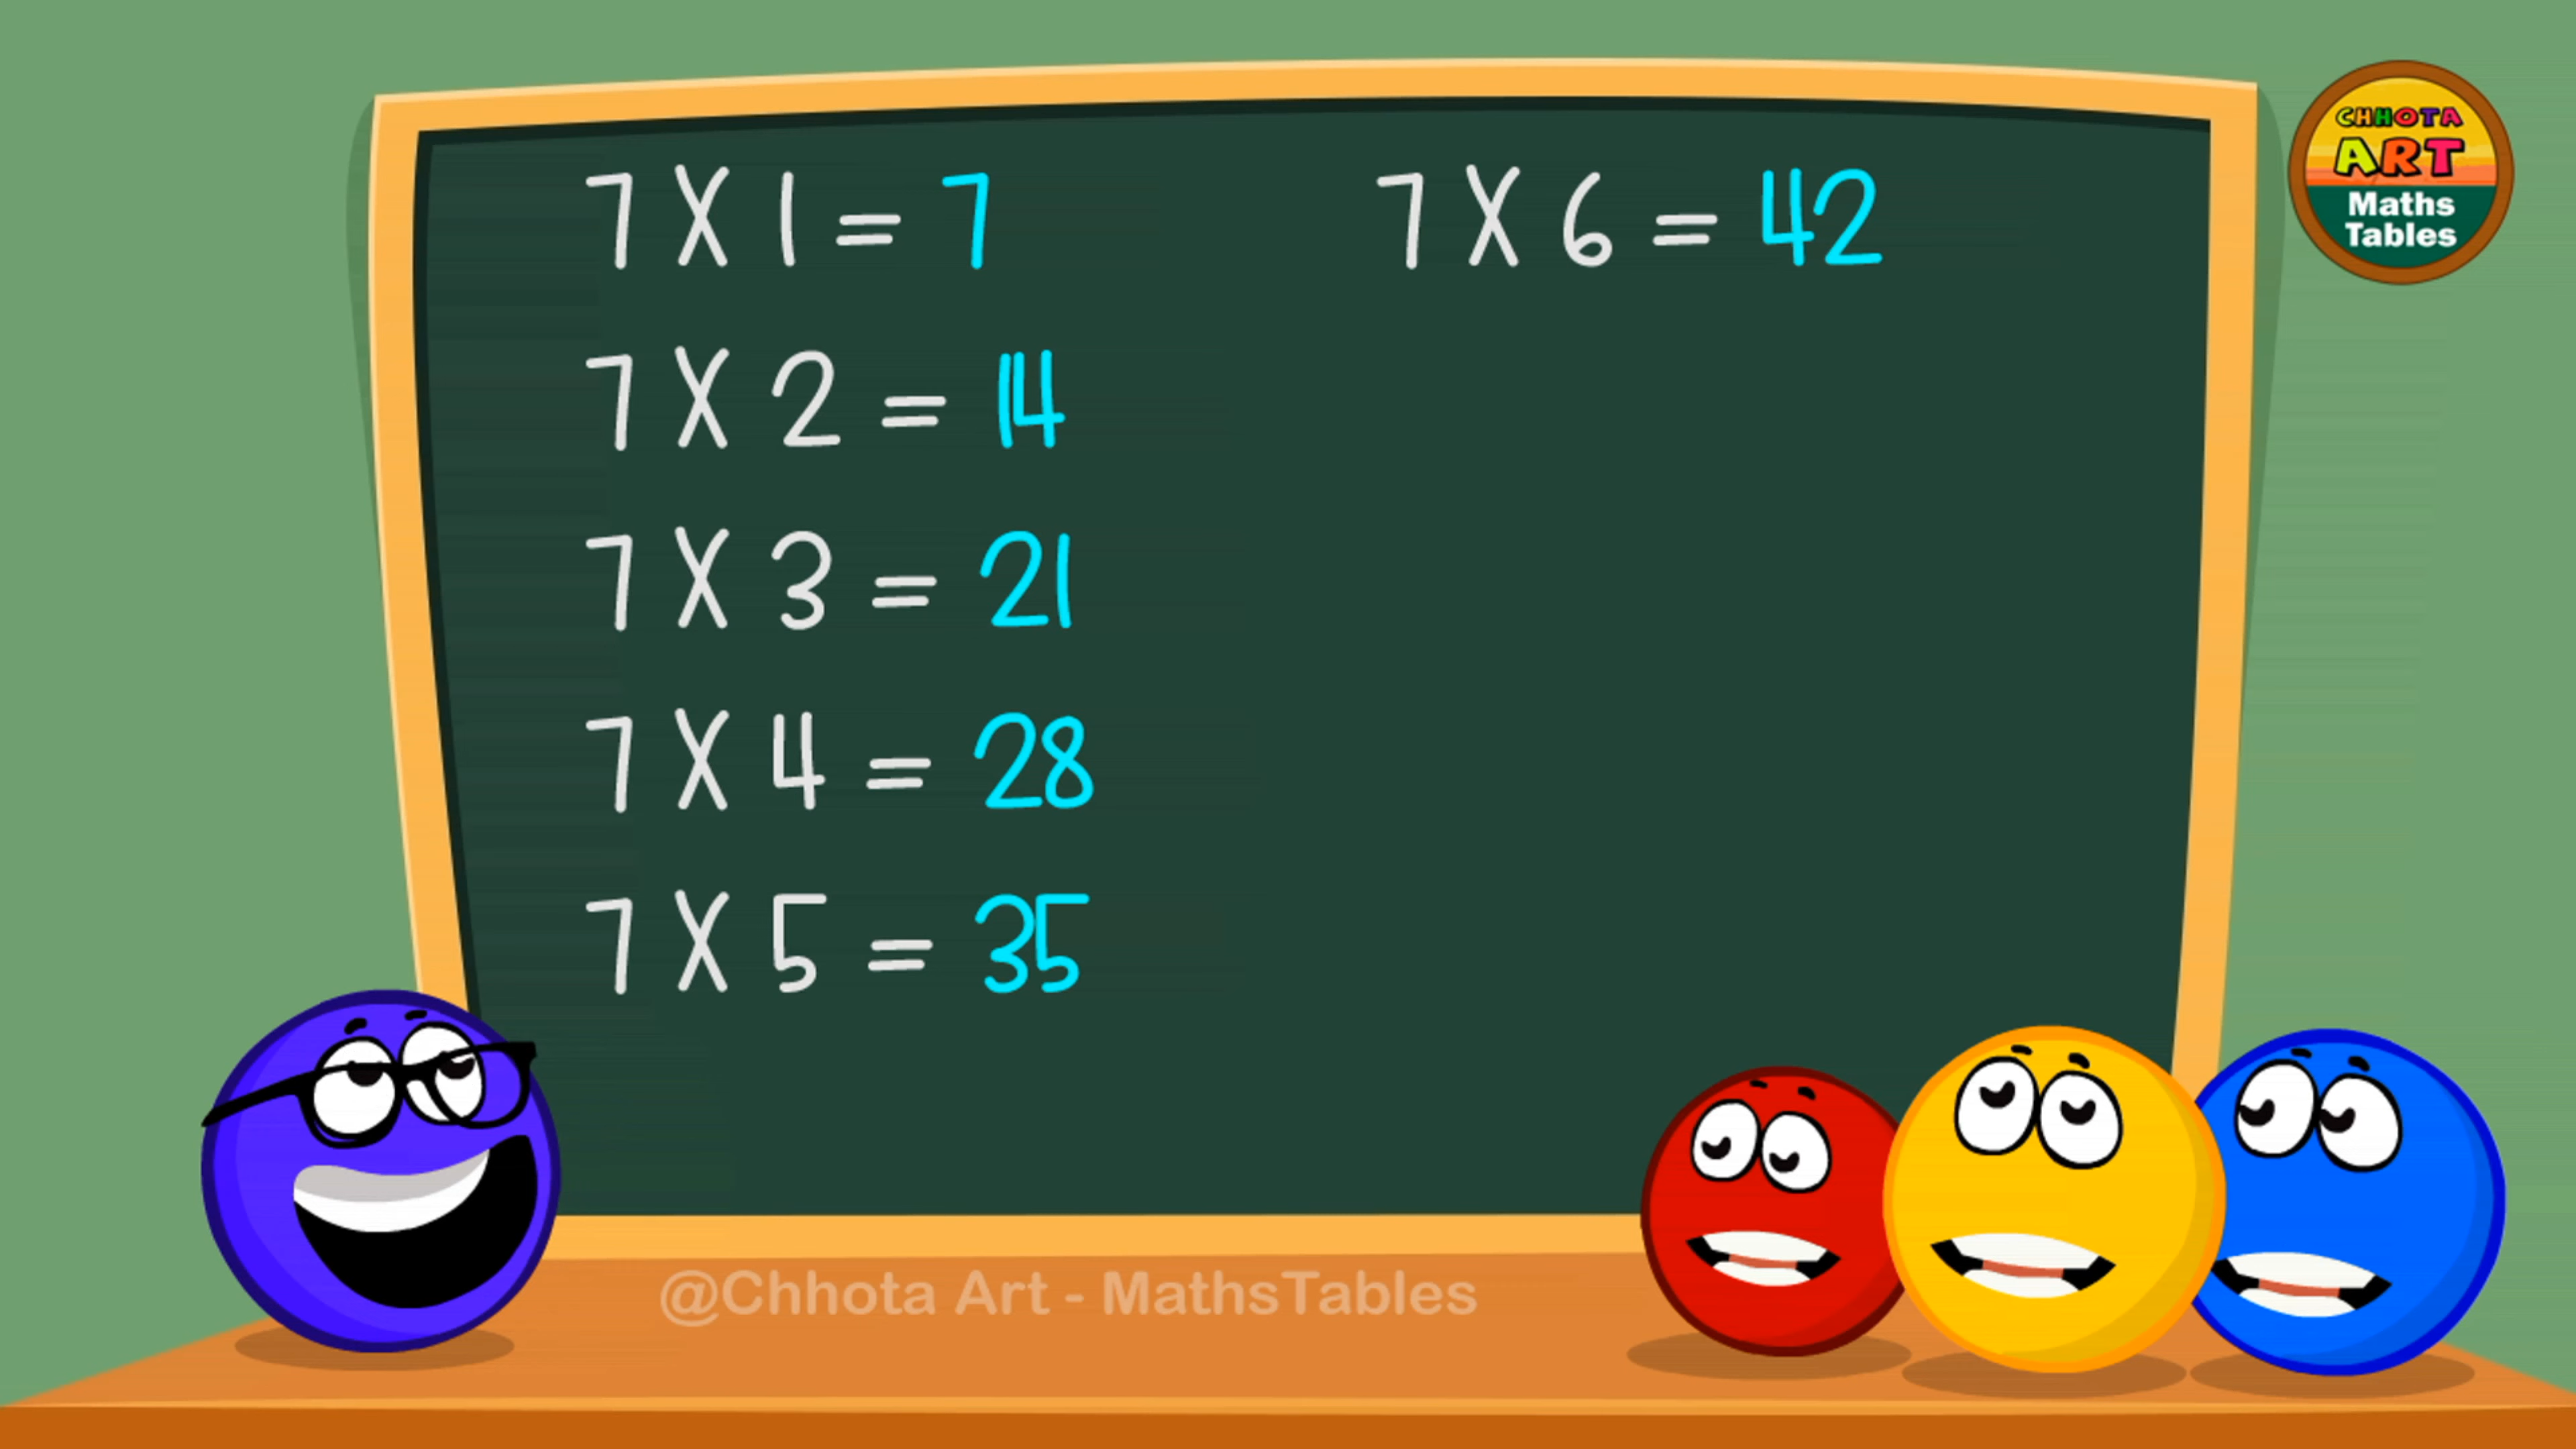 7 X 1 = 7
7 X 2 = 14
7 X 3 = 21
7 X 4 = 28
7 X 5 = 35
7 X 6 = 42
CHHOTA
ART
Maths
Tables
@Chhota Art - MathsTables